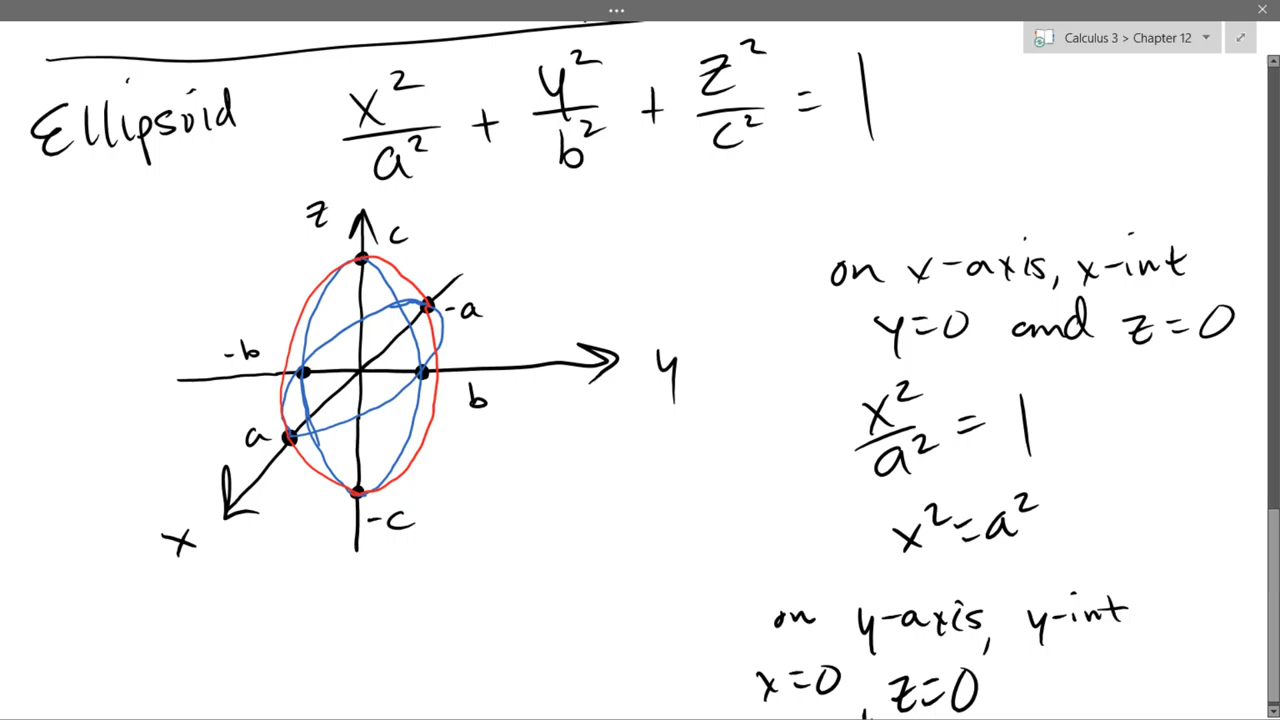 Calculus 3 > Chapter 12
Ellipsoid x²/a² + y²/b² + z²/c² = 1
z
c
-a
-b
y
b
a
x
-c
on x-axis, x-int
y=0 and z=0
x²/a² = 1
x²=a²
on y-axis, y-int
x=0, z=0